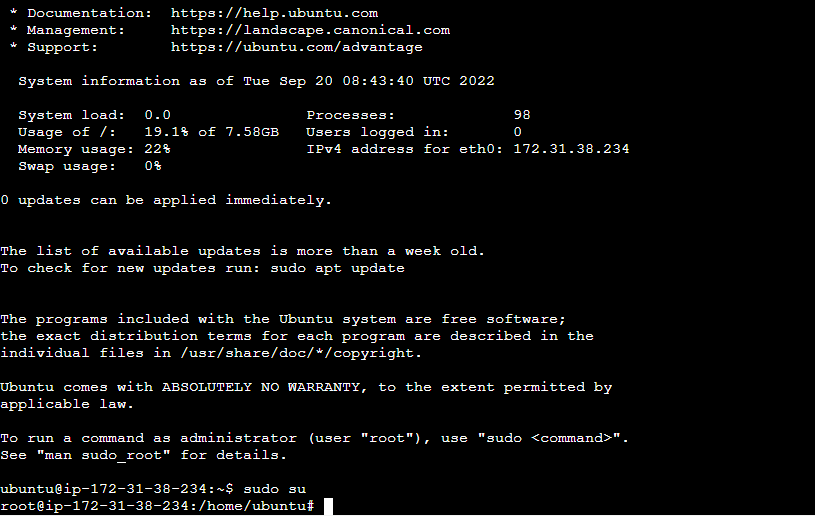 * Documentation:  https://help.ubuntu.com
* Management:     https://landscape.canonical.com
* Support:        https://ubuntu.com/advantage
System information as of Tue Sep 20 08:43:40 UTC 2022
System load:  0.0               Processes:             98
Usage of /:   19.1% of 7.58GB   Users logged in:       0
Memory usage: 22%               IPv4 address for eth0: 172.31.38.234
Swap usage:   0%
0 updates can be applied immediately.
The list of available updates is more than a week old.
To check for new updates run: sudo apt update
The programs included with the Ubuntu system are free software;
the exact distribution terms for each program are described in the
individual files in /usr/share/doc/*/copyright.
Ubuntu comes with ABSOLUTELY NO WARRANTY, to the extent permitted by
applicable law.
To run a command as administrator (user "root"), use "sudo <command>".
See "man sudo_root" for details.
ubuntu@ip-172-31-38-234:~$ sudo su
root@ip-172-31-38-234:/home/ubuntu#